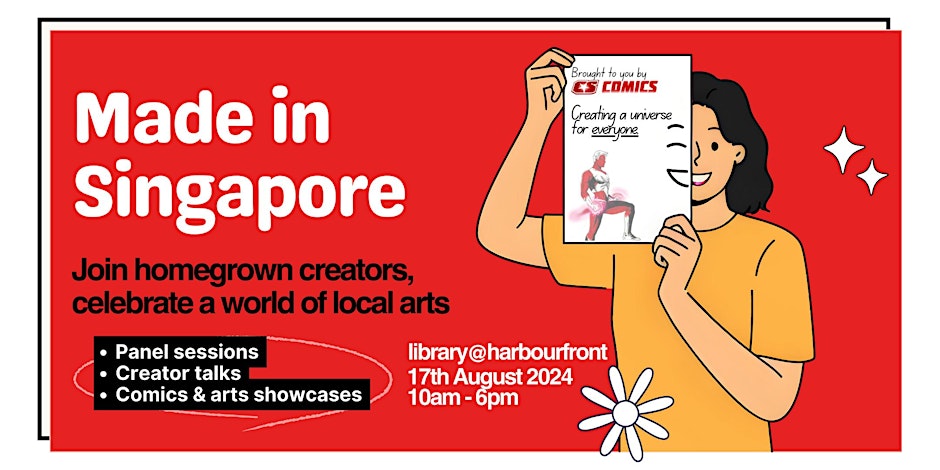 Made in
Singapore
Join homegrown creators,
celebrate a world of local arts
• Panel sessions
• Creator talks
• Comics & arts showcases
library@harbourfront
17th August 2024
10am - 6pm
Brought to you by
CS COMICS
Creating a universe
for everyone